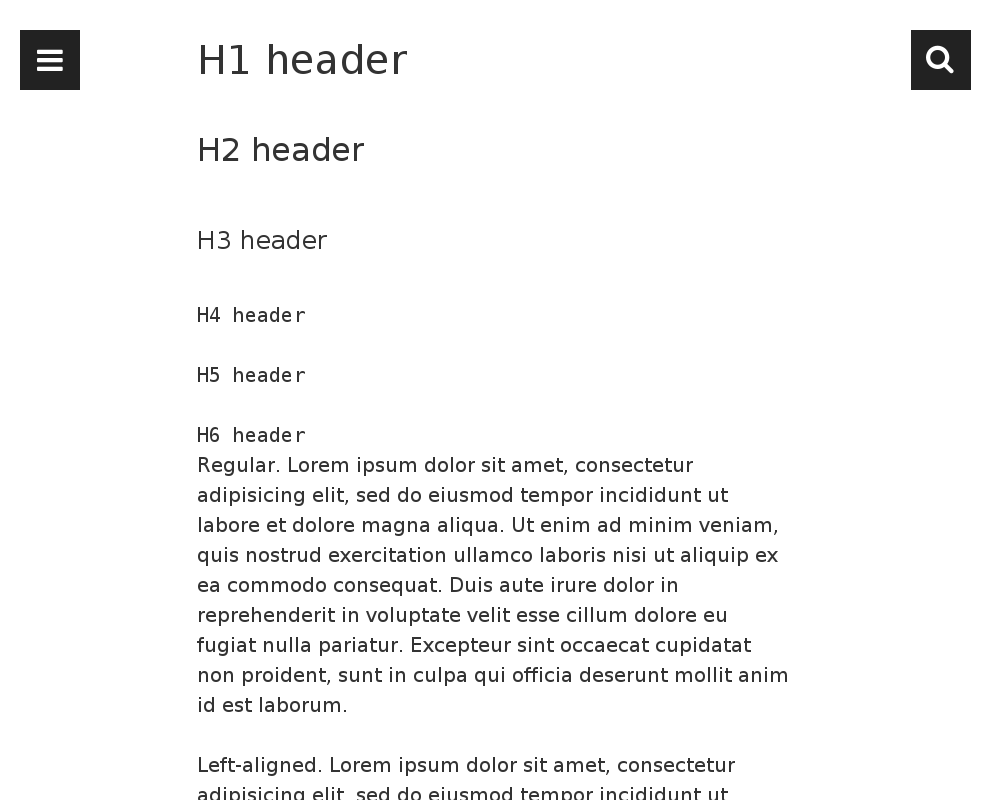 H1 header
H2 header
H3 header
H4 header
H5 header
H6 header
Regular. Lorem ipsum dolor sit amet, consectetur
adipisicing elit, sed do eiusmod tempor incididunt ut
labore et dolore magna aliqua. Ut enim ad minim veniam,
quis nostrud exercitation ullamco laboris nisi ut aliquip ex
ea commodo consequat. Duis aute irure dolor in
reprehenderit in voluptate velit esse cillum dolore eu
fugiat nulla pariatur. Excepteur sint occaecat cupidatat
non proident, sunt in culpa qui officia deserunt mollit anim
id est laborum.
Left-aligned. Lorem ipsum dolor sit amet, consectetur
adipisicing elit, sed do eiusmod tempor incididunt ut